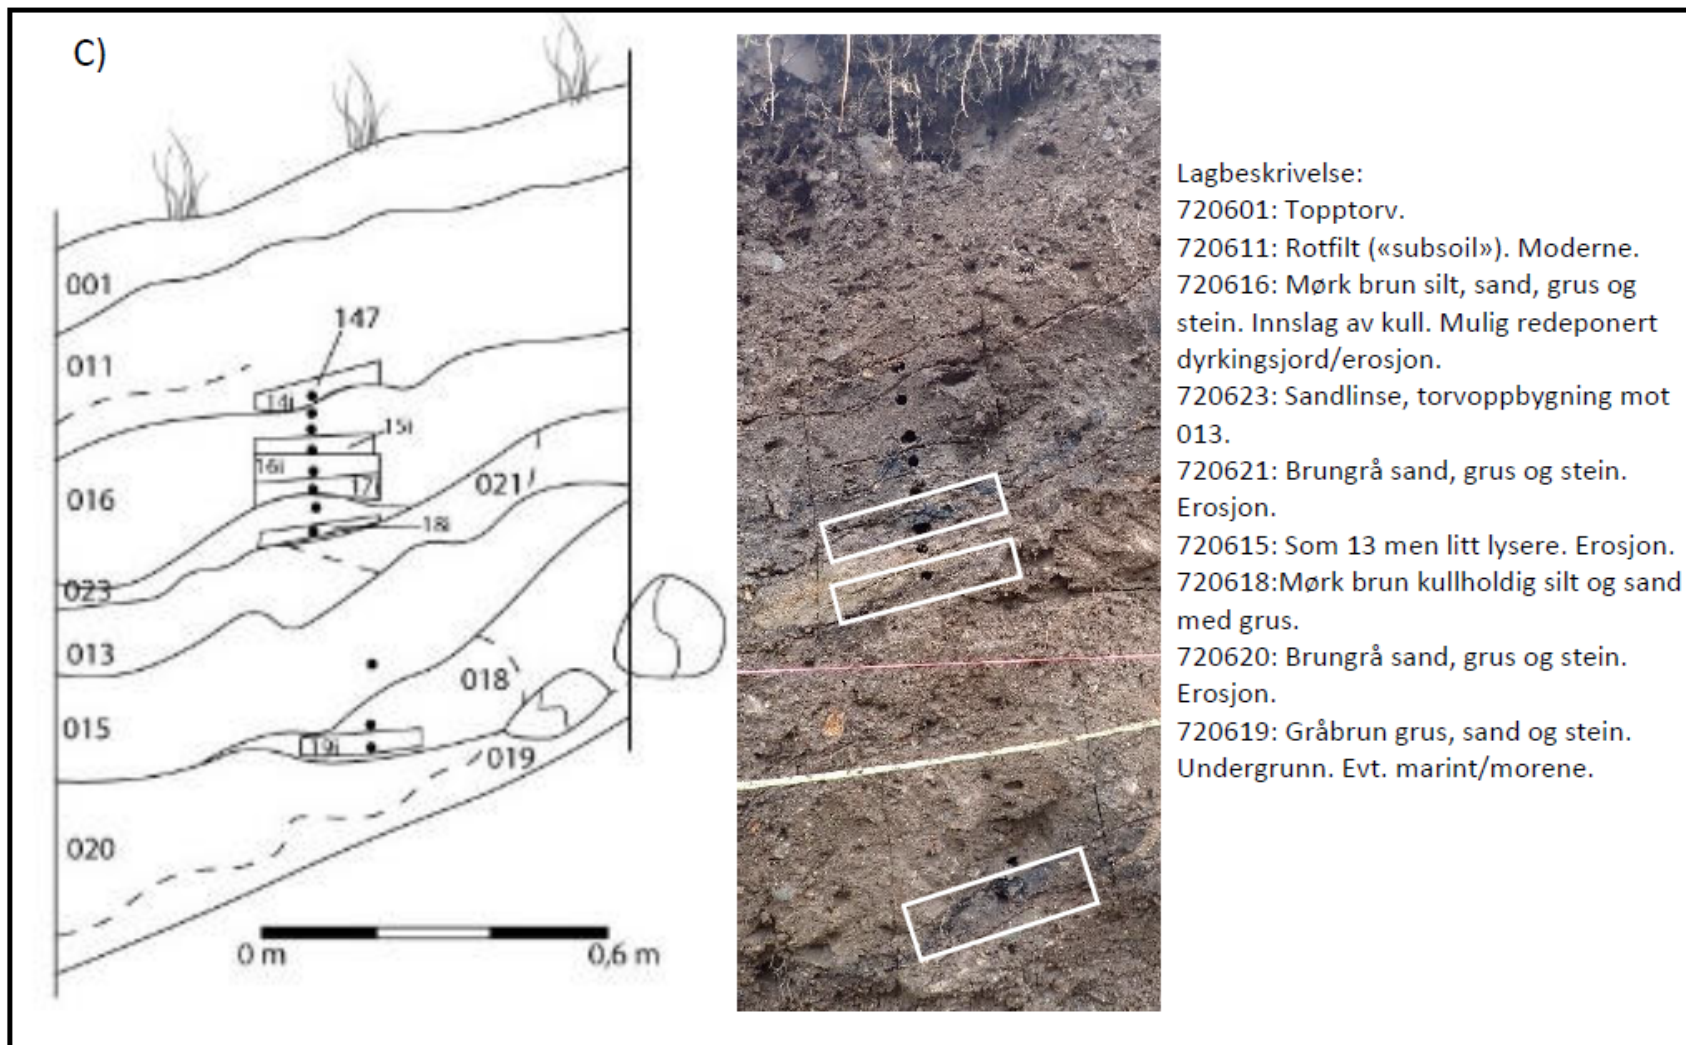 C)
001
147
011
14i
15i
16i
17i
016
021
18i
023
013
018
015
19i
019
020
0 m
0,6 m
Lagbeskrivelse:
720601: Topptorv.
720611: Rotfilt («subsoil»). Moderne.
720616: Mørk brun silt, sand, grus og
stein. Innslag av kull. Mulig redeponert
dyrkingsjord/erosjon.
720623: Sandlinse, torvoppbygning mot
013.
720621: Brungrå sand, grus og stein.
Erosjon.
720615: Som 13 men litt lysere. Erosjon.
720618:Mørk brun kullholdig silt og sand
med grus.
720620: Brungrå sand, grus og stein.
Erosjon.
720619: Gråbrun grus, sand og stein.
Undergrunn. Evt. marint/morene.